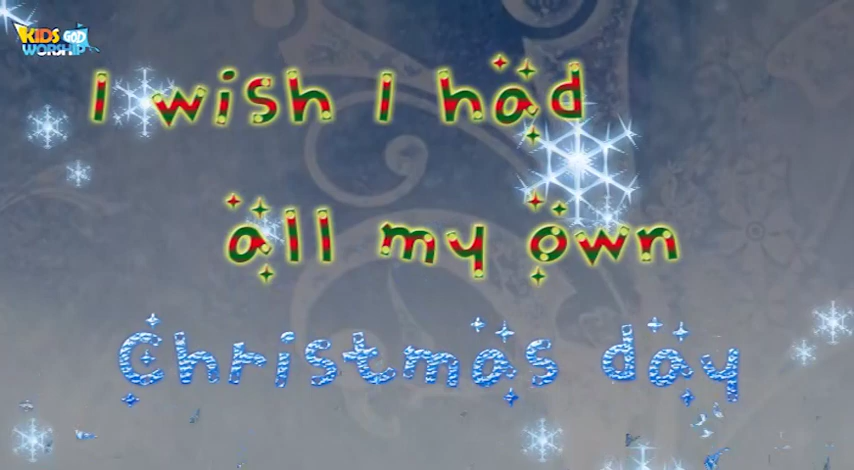 KIDS GOD
WORSHIP
I wish I had
all my own
Christmas day